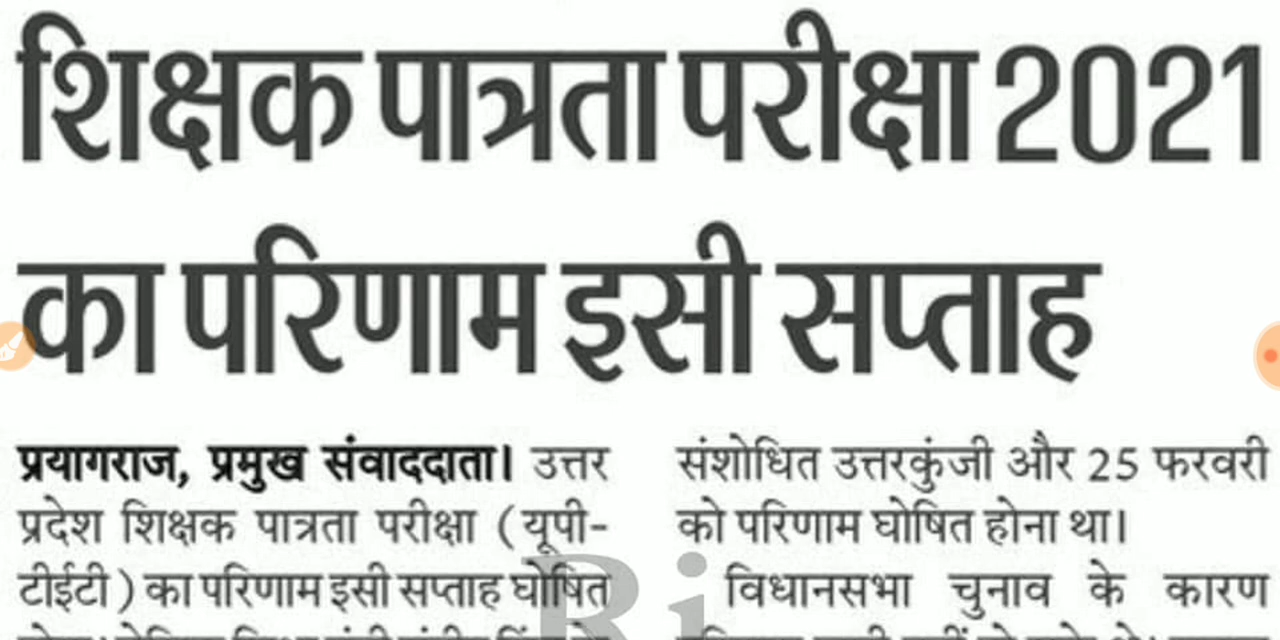 शिक्षक पात्रता परीक्षा 2021
का परिणाम इसी सप्ताह
प्रयागराज, प्रमुख संवाददाता। उत्तर
प्रदेश शिक्षक पात्रता परीक्षा (यूपी-
टीईटी) का परिणाम इसी सप्ताह घोषित
संशोधित उत्तरकुंजी और 25 फरवरी
को परिणाम घोषित होना था।
विधानसभा चुनाव के कारण
Ri